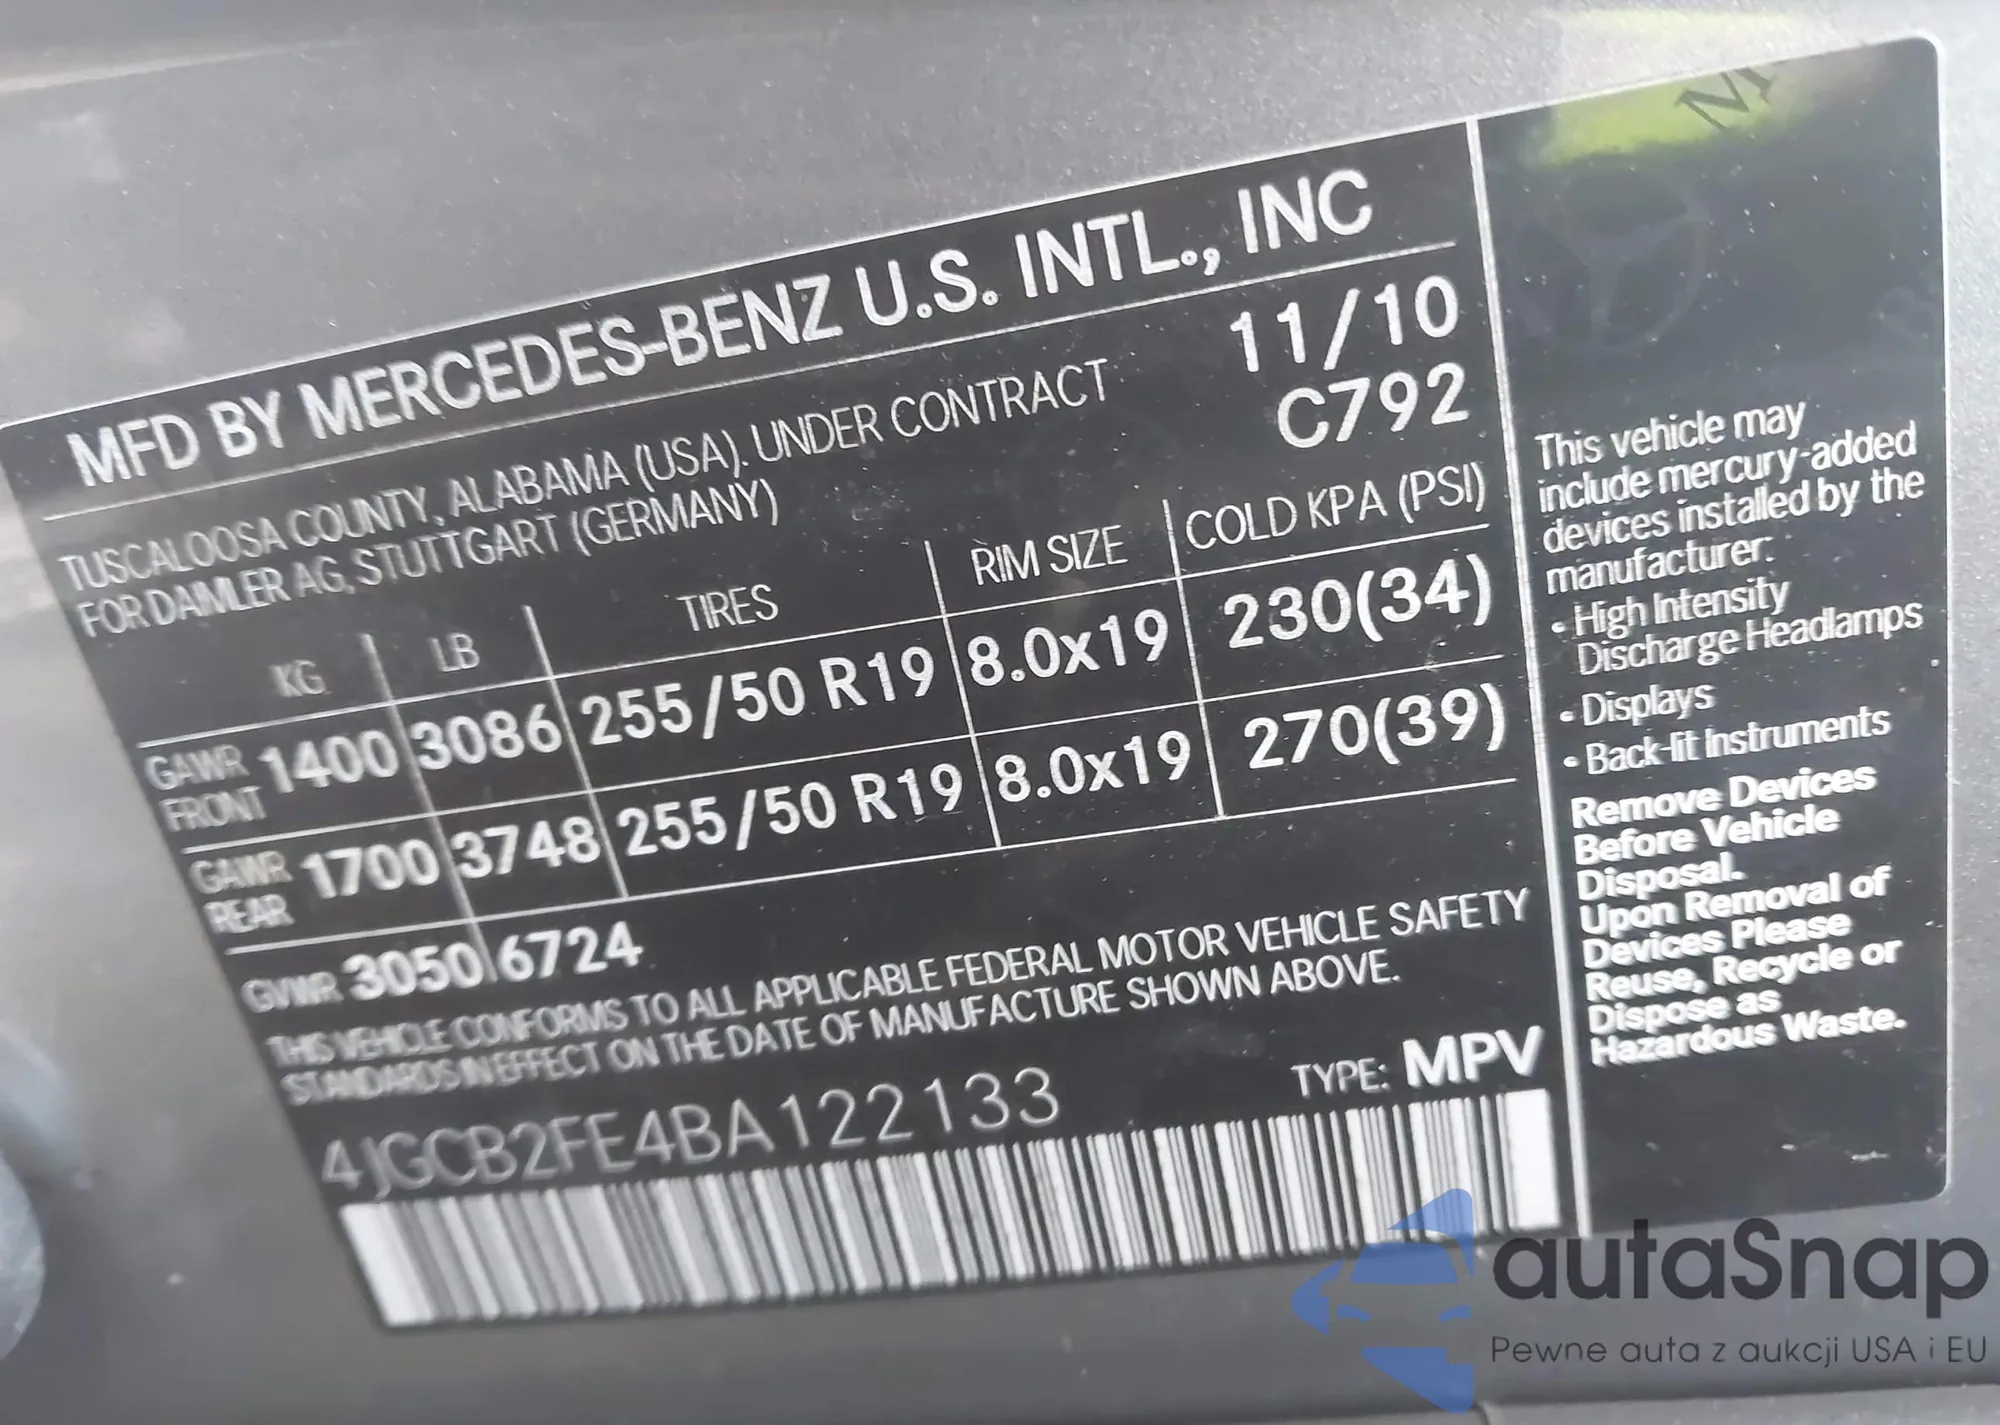 MFD BY MERCEDES-BENZ U.S. INTL., INC
TUSCALOOSA COUNTY, ALABAMA (USA). UNDER CONTRACT 11/10
FOR DAIMLER AG, STUTTGART (GERMANY) C792
KG LB TIRES RIM SIZE COLD KPA (PSI)
GAWR FRONT 1400 3086 255/50 R19 8.0x19 230(34)
GAWR REAR 1700 3748 255/50 R19 8.0x19 270(39)
GVWR 3050 6724
THIS VEHICLE CONFORMS TO ALL APPLICABLE FEDERAL MOTOR VEHICLE SAFETY
STANDARDS IN EFFECT ON THE DATE OF MANUFACTURE SHOWN ABOVE.
4JGCB2FE4BA122133 TYPE: MPV
This vehicle may
include mercury-added
devices installed by the
manufacturer:
• High Intensity
Discharge Headlamps
• Displays
• Back-lit Instruments
Remove Devices
Before Vehicle
Disposal.
Upon Removal of
Devices Please
Reuse, Recycle or
Dispose as
Hazardous Waste.
autaSnap
Pewne auta z aukcji USA i EU